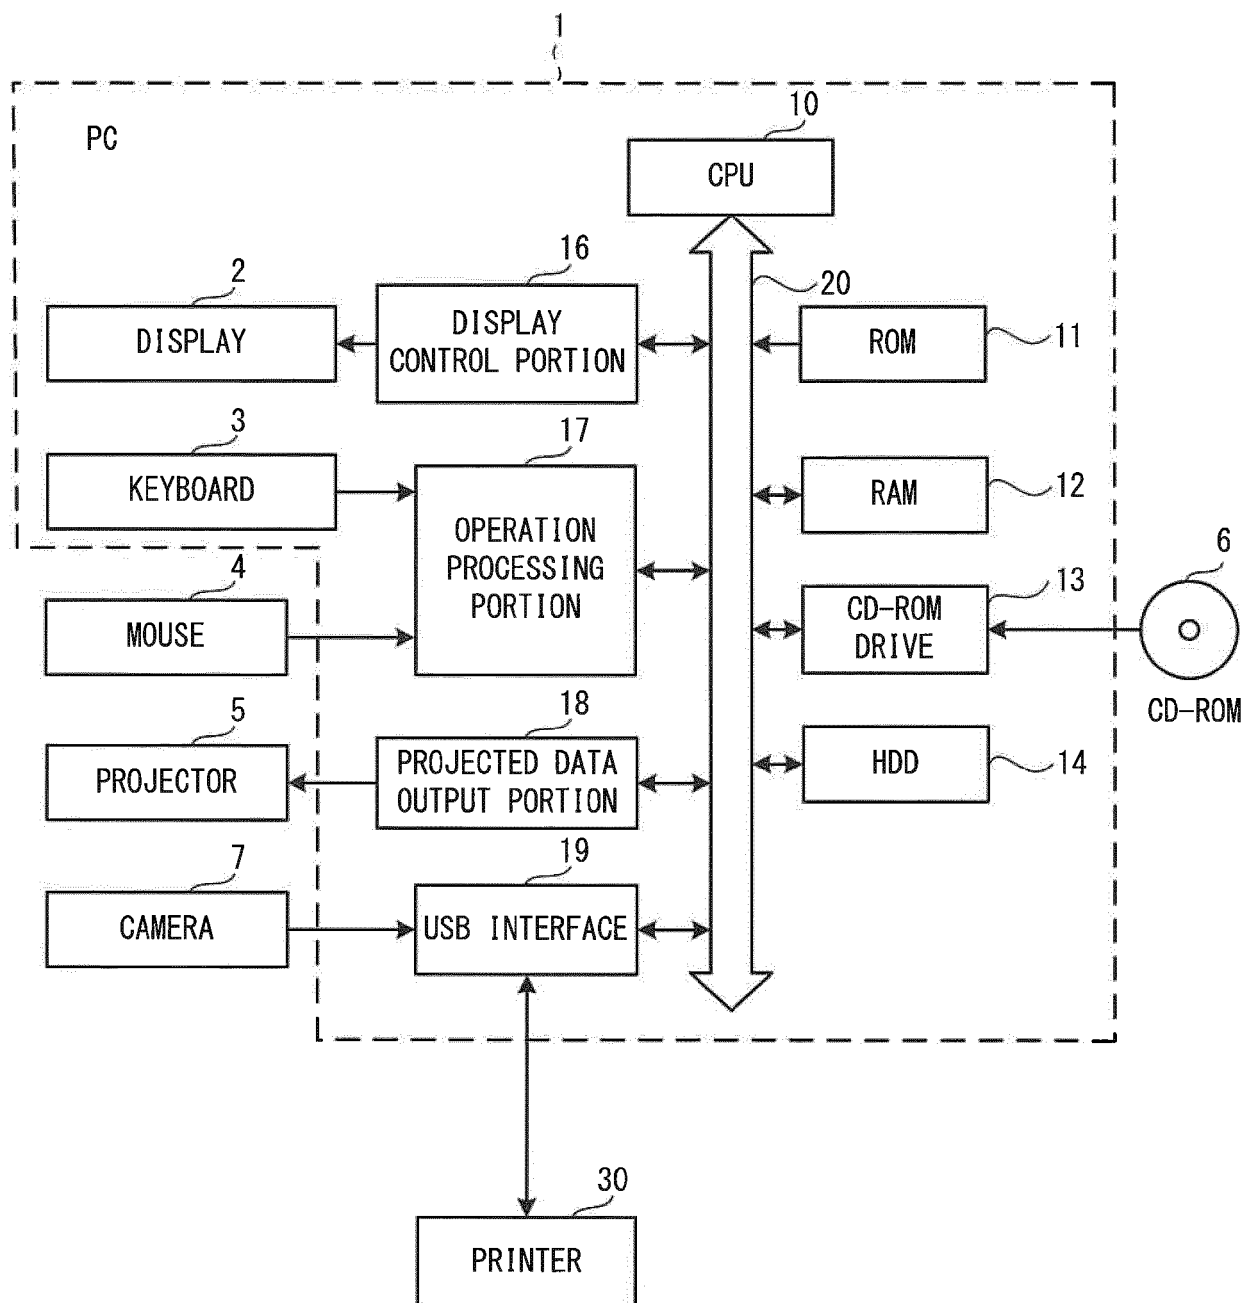 1
PC
10
CPU
2
DISPLAY
16
DISPLAY
CONTROL PORTION
20
ROM
11
3
KEYBOARD
17
OPERATION
PROCESSING
PORTION
RAM
12
4
MOUSE
13
CD-ROM
DRIVE
6
CD-ROM
5
PROJECTOR
18
PROJECTED DATA
OUTPUT PORTION
HDD
14
7
CAMERA
19
USB INTERFACE
30
PRINTER